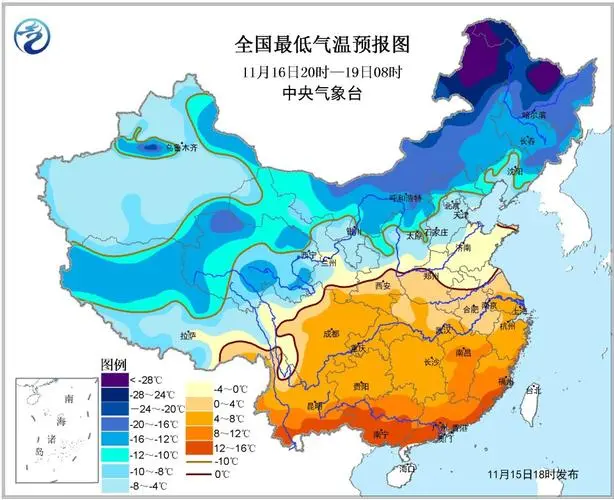 全国最低气温预报图
11月16日20时—19日08时
中央气象台
哈尔滨
长春
乌鲁木齐
沈阳
呼和浩特
北京
天津
银川
太原
石家庄
西宁
兰州
济南
郑州
西安
拉萨
合肥
南京
上海
成都
武汉
杭州
重庆
长沙
南昌
贵阳
福州
昆明
台北
广州
香港
澳门
南宁
海口
图例
<-28℃
-28~24℃
-24~-20℃
-20~-16℃
-16~-12℃
-12~-10℃
-10~-8℃
-8~-4℃
-4~0℃
0~4℃
4~8℃
8~12℃
12~16℃
-10℃
0℃
南
海
诸
岛
11月15日18时发布